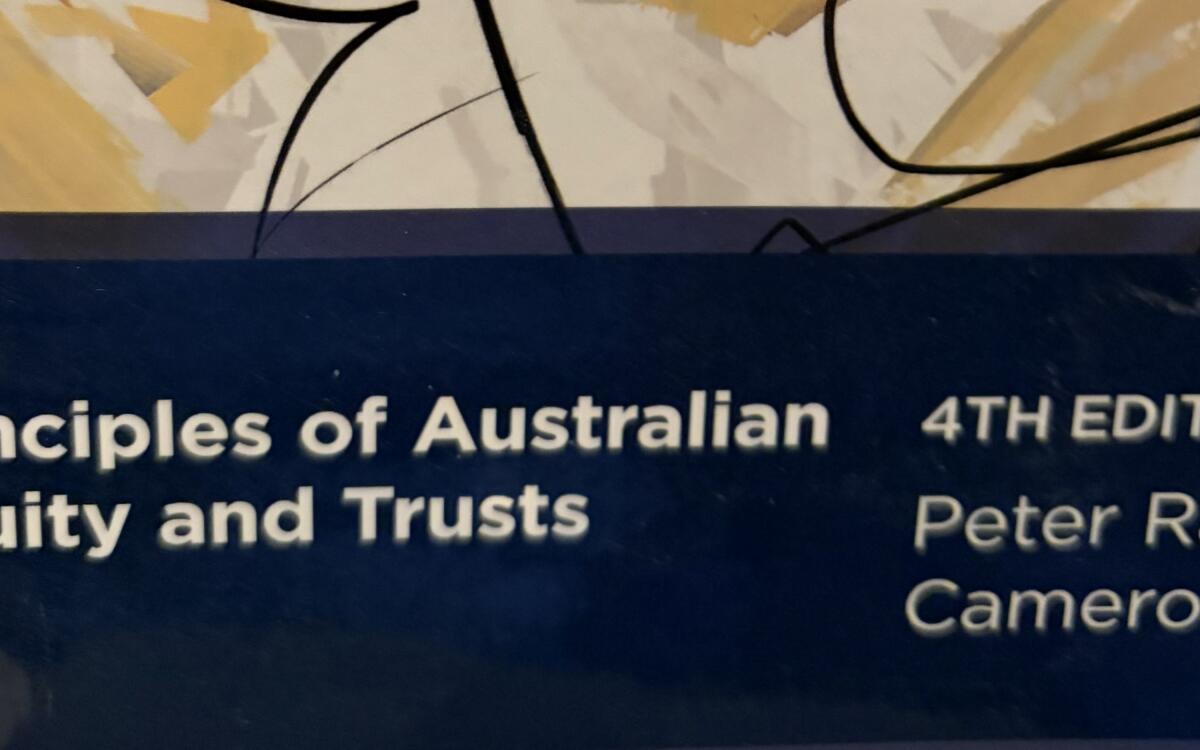 nciples of Australian
uity and Trusts
4TH EDIT
Peter R
Camero